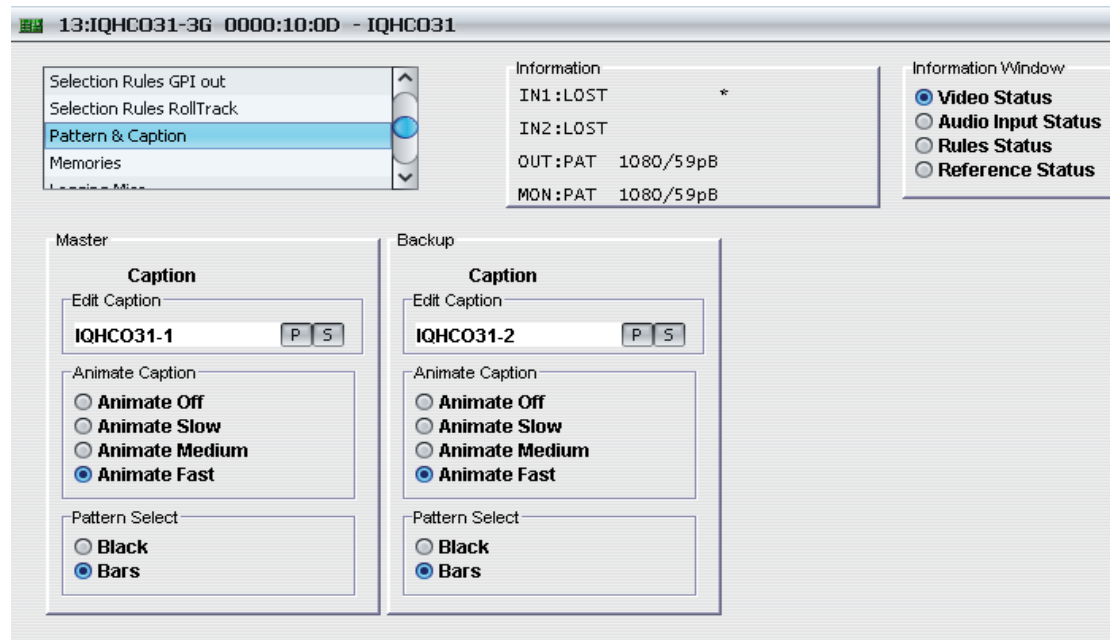 13:IQHCO31-3G 0000:10:0D - IQHCO31
Selection Rules GPI out
Selection Rules RollTrack
Pattern & Caption
Memories
Information
IN1:LOST *
IN2:LOST
OUT:PAT 1080/59pB
MON:PAT 1080/59pB
Information Window
Video Status
Audio Input Status
Rules Status
Reference Status
Master
Caption
Edit Caption
IQHCO31-1 P S
Animate Caption
Animate Off
Animate Slow
Animate Medium
Animate Fast
Pattern Select
Black
Bars
Backup
Caption
Edit Caption
IQHCO31-2 P S
Animate Caption
Animate Off
Animate Slow
Animate Medium
Animate Fast
Pattern Select
Black
Bars